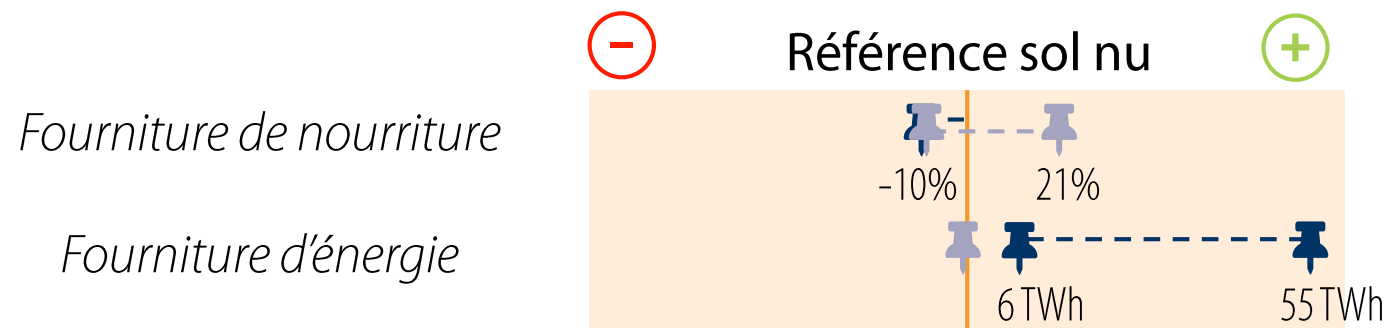 − Référence sol nu +
Fourniture de nourriture
-10% 21%
Fourniture d'énergie
6 TWh 55 TWh